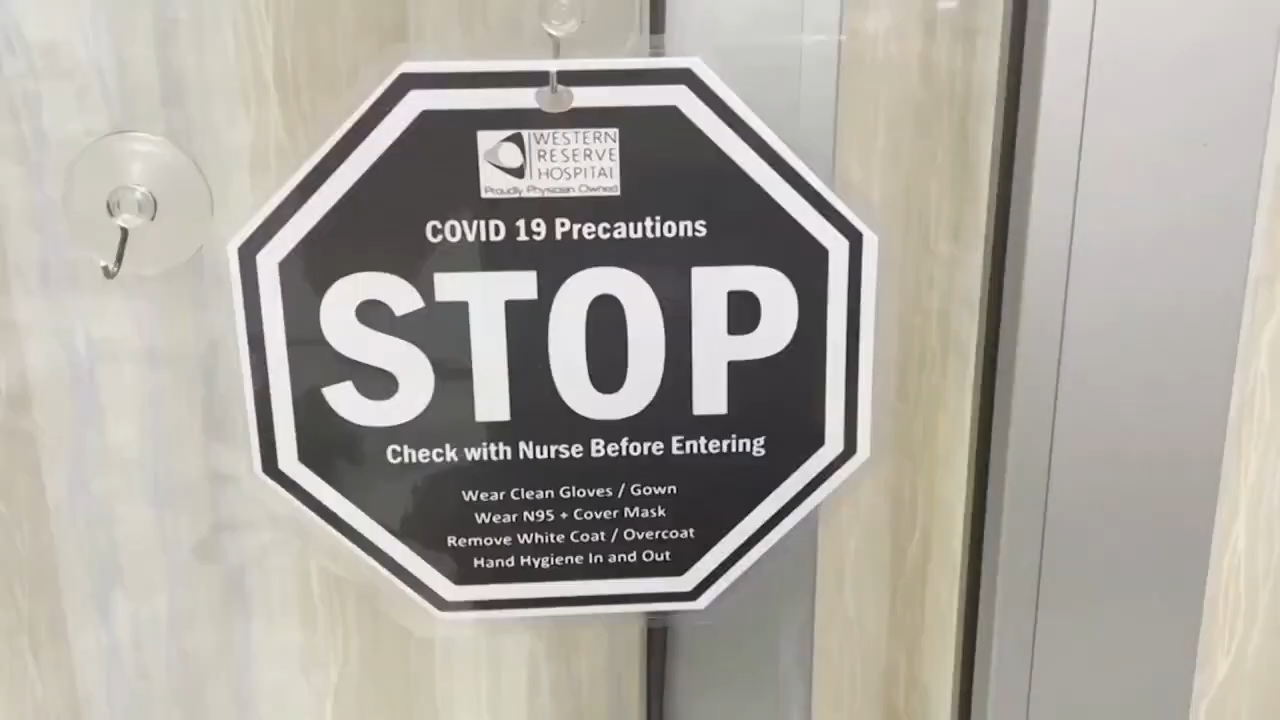 WESTERN
RESERVE
HOSPITAL
Proudly Physician Owned
COVID 19 Precautions
STOP
Check with Nurse Before Entering
Wear Clean Gloves / Gown
Wear N95 + Cover Mask
Remove White Coat / Overcoat
Hand Hygiene In and Out